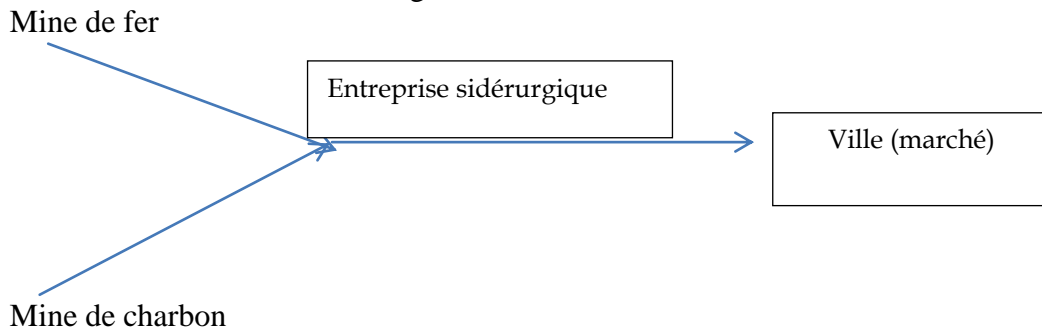 Mine de fer
Entreprise sidérurgique
Ville (marché)
Mine de charbon